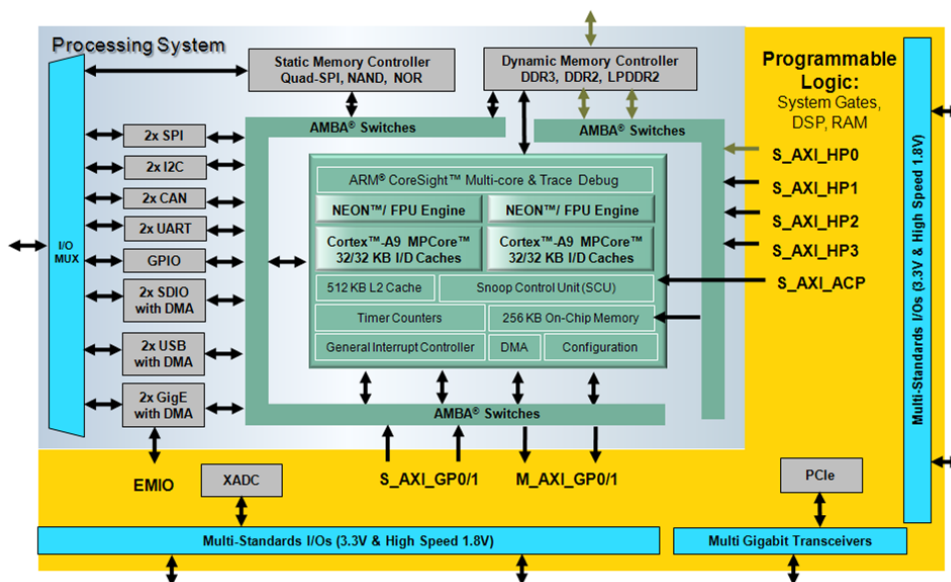 Processing System
Static Memory Controller
Quad-SPI, NAND, NOR
Dynamic Memory Controller
DDR3, DDR2, LPDDR2
Programmable
Logic:
System Gates,
DSP, RAM
AMBA® Switches
AMBA® Switches
2x SPI
2x I2C
2x CAN
2x UART
GPIO
2x SDIO
with DMA
2x USB
with DMA
2x GigE
with DMA
I/O
MUX
ARM® CoreSight™ Multi-core & Trace Debug
NEON™/ FPU Engine
NEON™/ FPU Engine
Cortex™-A9 MPCore™
32/32 KB I/D Caches
Cortex™-A9 MPCore™
32/32 KB I/D Caches
512 KB L2 Cache
Snoop Control Unit (SCU)
Timer Counters
256 KB On-Chip Memory
General Interrupt Controller
DMA
Configuration
S_AXI_HP0
S_AXI_HP1
S_AXI_HP2
S_AXI_HP3
S_AXI_ACP
Multi-Standards I/Os (3.3V & High Speed 1.8V)
AMBA® Switches
EMIO
XADC
S_AXI_GP0/1
M_AXI_GP0/1
PCIe
Multi-Standards I/Os (3.3V & High Speed 1.8V)
Multi Gigabit Transceivers